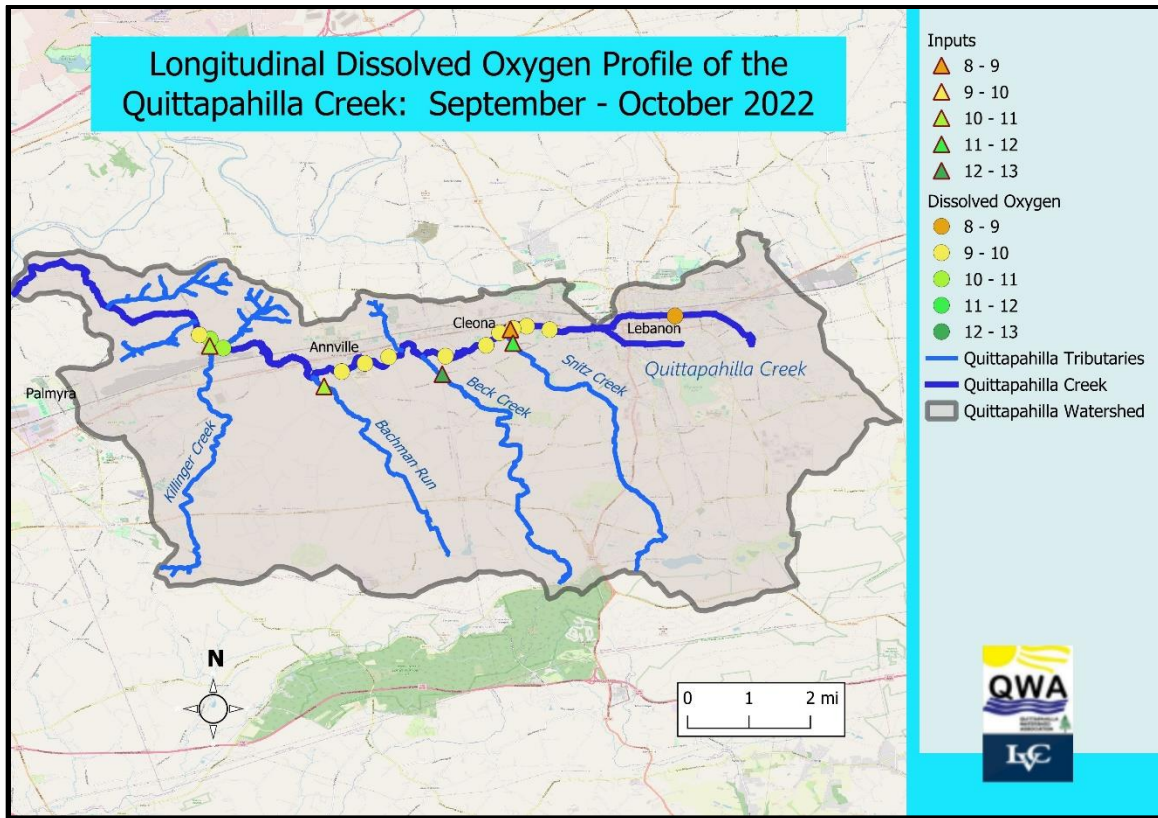 Longitudinal Dissolved Oxygen Profile of the
Quittapahilla Creek: September - October 2022
Inputs
8 - 9
9 - 10
10 - 11
11 - 12
12 - 13
Dissolved Oxygen
8 - 9
9 - 10
10 - 11
11 - 12
12 - 13
Quittapahilla Tributaries
Quittapahilla Creek
Quittapahilla Watershed
Cleona
Lebanon
Annville
Quittapahilla Creek
Snitz Creek
Beck Creek
Palmyra
Bachman Run
Killinger Creek
N
0 1 2 mi
QWA
QUITTAPAHILLA
WATERSHED
ASSOCIATION
LVC